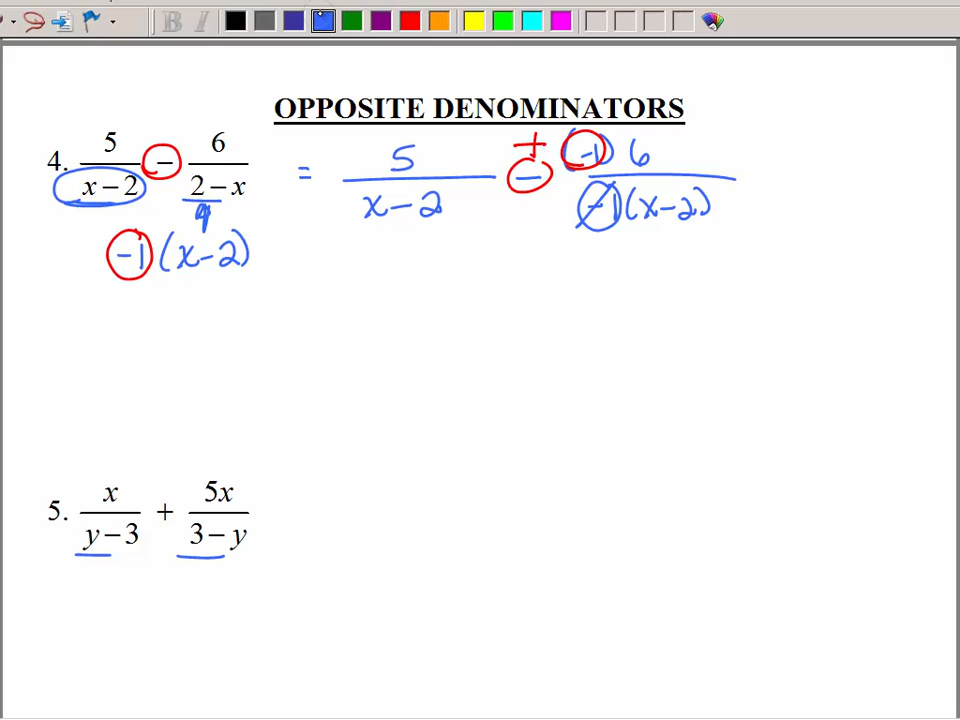 OPPOSITE DENOMINATORS
4. 5/(x − 2) − 6/(2 − x) = 5/(x − 2) − + (-1) 6/(-1(x − 2))
-1 (x − 2)
5. x/(y − 3) + 5x/(3 − y)